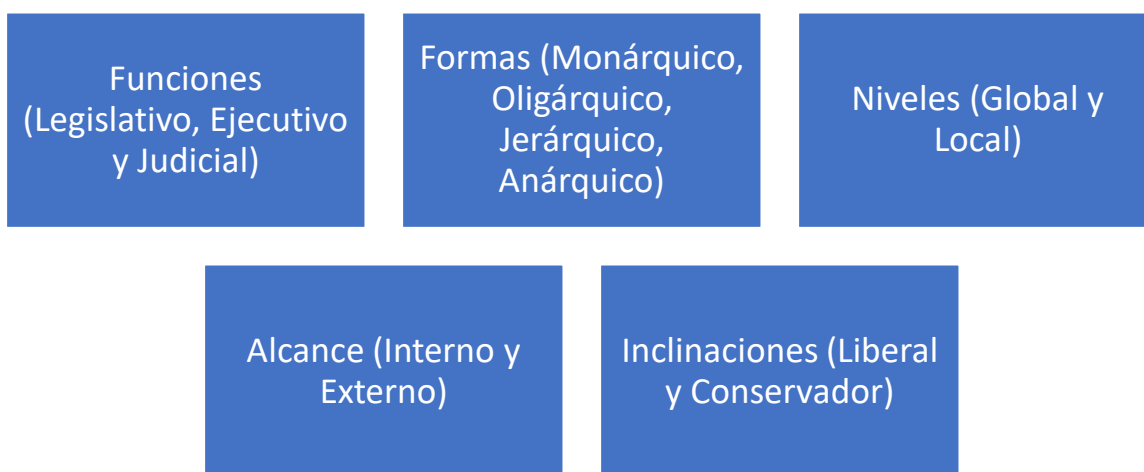 Funciones
(Legislativo, Ejecutivo
y Judicial)
Formas (Monárquico,
Oligárquico,
Jerárquico,
Anárquico)
Niveles (Global y
Local)
Alcance (Interno y
Externo)
Inclinaciones (Liberal
y Conservador)